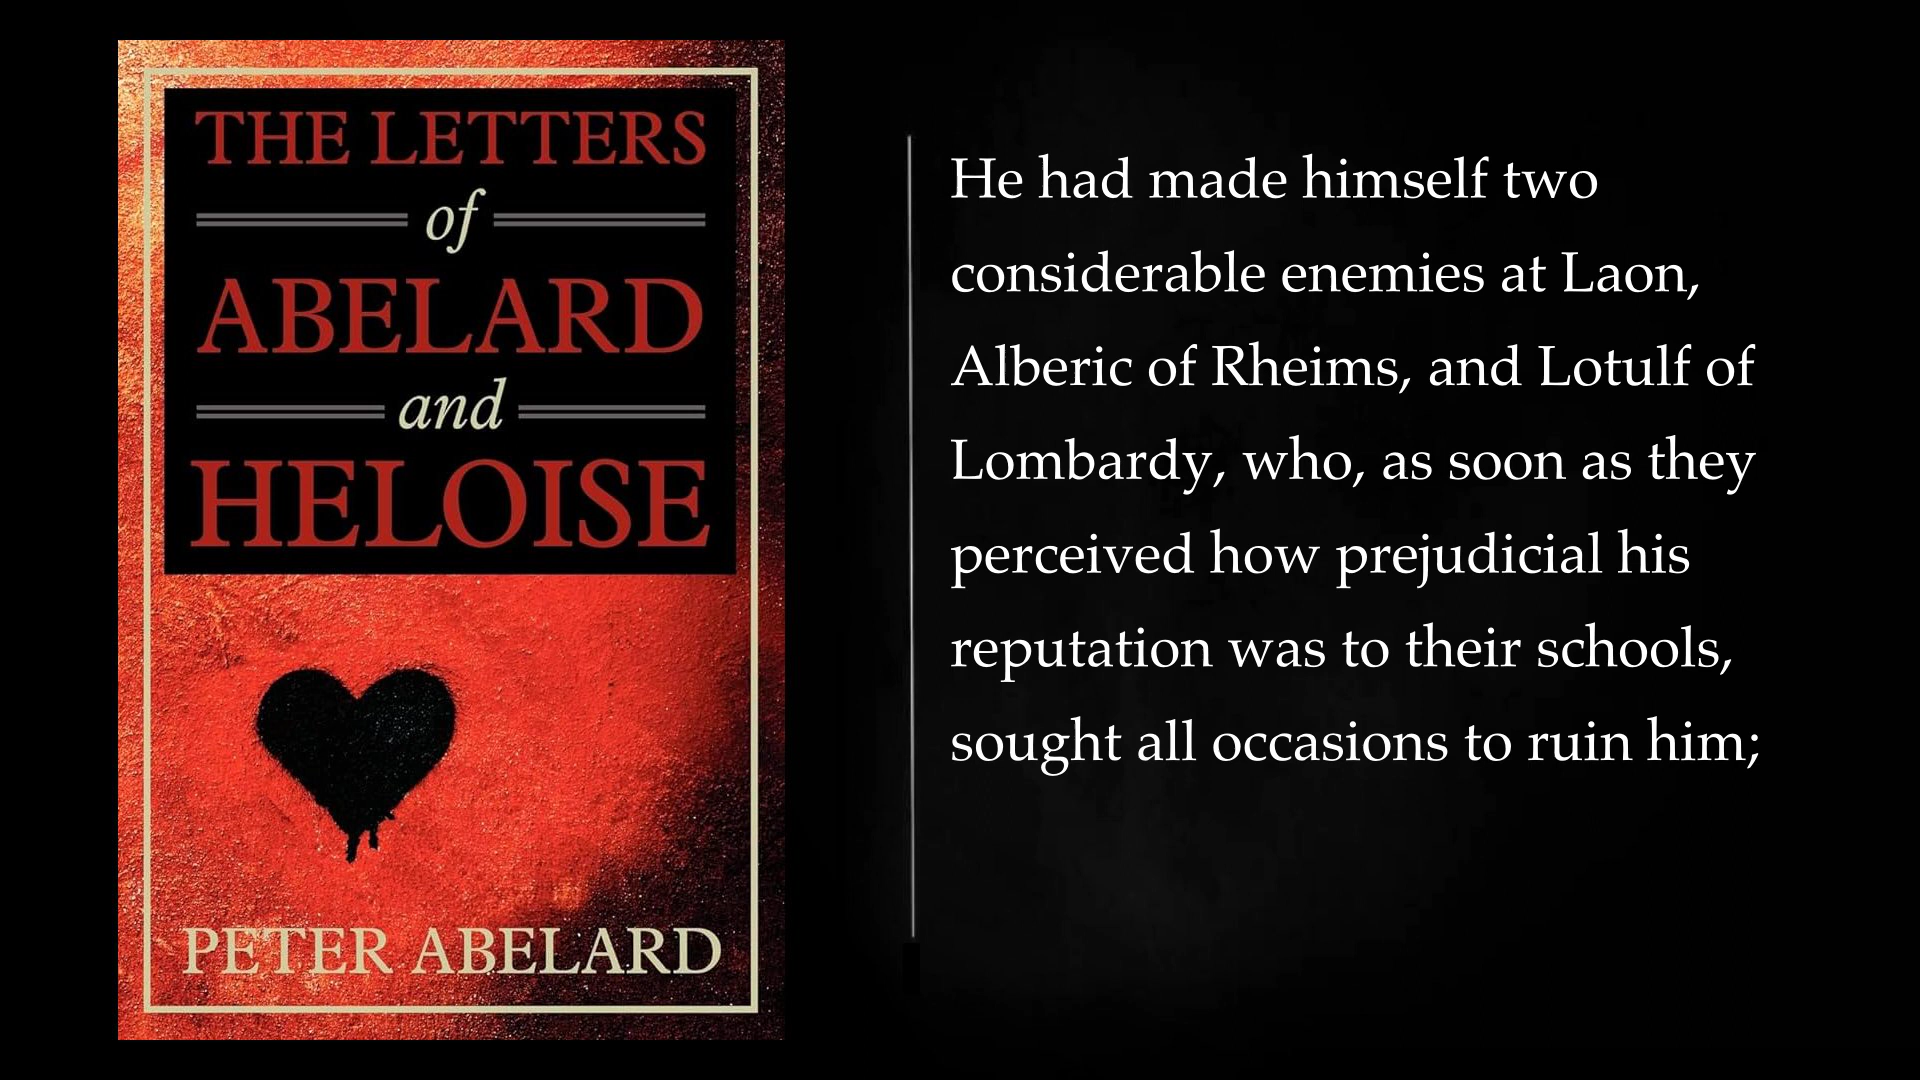 THE LETTERS
of
ABELARD
and
HELOISE
PETER ABELARD
He had made himself two
considerable enemies at Laon,
Alberic of Rheims, and Lotulf of
Lombardy, who, as soon as they
perceived how prejudicial his
reputation was to their schools,
sought all occasions to ruin him;